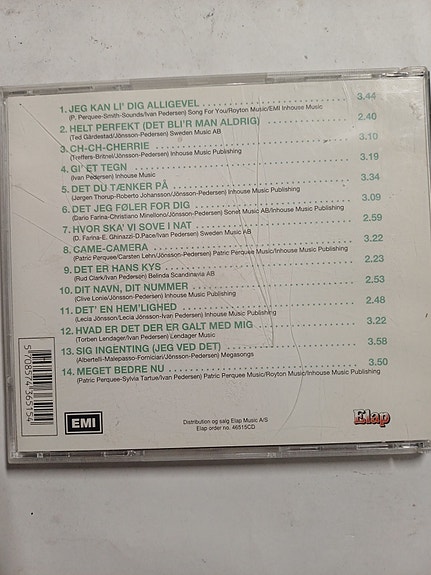 1. JEG KAN LI' DIG ALLIGEVEL 3.44
(P. Perquee-Smith-Sounds/Ivan Pedersen) Song For You/Royton Music/EMI Inhouse Music
2. HELT PERFEKT (DET BLI'R MAN ALDRIG) 2.40
(Ted Gärdestad/Jönsson-Pedersen) Sweden Music AB
3. CH-CH-CHERRIE 3.10
(Treffers-Britnel/Jönsson-Pedersen) Inhouse Music Publishing
4. GI' ET TEGN 3.19
(Ivan Pedersen) Inhouse Music
5. DET DU TÆNKER PÅ 3.34
(Jørgen Thorup-Roberto Johansson/Jönsson-Pedersen) Inhouse Music Publishing
6. DET JEG FØLER FOR DIG 3.09
(Dario Farina-Christiano Minellono/Jönsson-Pedersen) Sonet Music AB/Inhouse Music Publishing
7. HVOR SKA' VI SOVE I NAT 2.59
(D. Farina-E. Ghinazzi-D.Pace/Ivan Pedersen) Sweden Music AB
8. CAME-CAMERA 3.22
(Patric Perquee/Carsten Lehn/Jönsson-Pedersen) Patric Perquee Music/Inhouse Music Publishing
9. DET ER HANS KYS 2.23
(Rud Clark/Ivan Pedersen) Belinda Scandinavia AB
10. DIT NAVN, DIT NUMMER 2.53
(Clive Lonie/Jönsson-Pedersen) Inhouse Music Publishing
11. DET' EN HEM'LIGHED 2.48
(Lecia Jönsson/Lecia Jönsson-Ivan Pedersen) Inhouse Music Publishing
12. HVAD ER DET DER ER GALT MED MIG 3.22
(Torben Lendager/Ivan Pedersen) Lendager Music
13. SIG INGENTING (JEG VED DET) 3.58
(Albertelli-Malepasso-Forniciari/Jönsson-Pedersen) Megasongs
14. MEGET BEDRE NU 3.50
(Patric Perquee-Sylvia Tartue/Ivan Pedersen) Patric Perquee Music/Royton Music/Inhouse Music Publishing
5 708574 365154
EMI
Distribution og salg Elap Music A/S
Elap order no. 46515CD
Elap